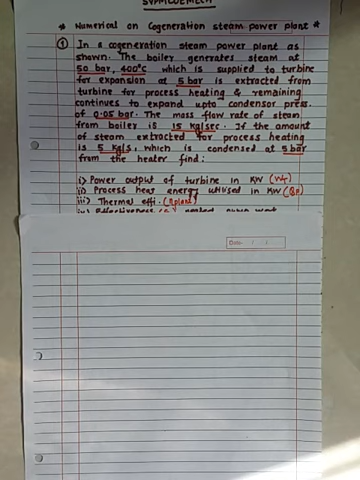 * Numerical on Cogeneration steam power plant *
① In a cogeneration steam power plant as
shown. The boiler generates steam at
50 bar, 400°C which is supplied to turbine
for expansion at 5 bar is extracted from
turbine for process heating & remaining
continues to expand upto condensor press.
of 0.05 bar. The mass flow rate of steam
from boiler is 15 kg/sec. If the amount
of steam extracted for process heating
is 5 kg/s, which is condensed at 5 bar
from the heater find:
i) Power output of turbine in KW (WT)
ii) Process heat energy utilised in KW (QP)
iii) Thermal effi. (ηplant)
Date- / /